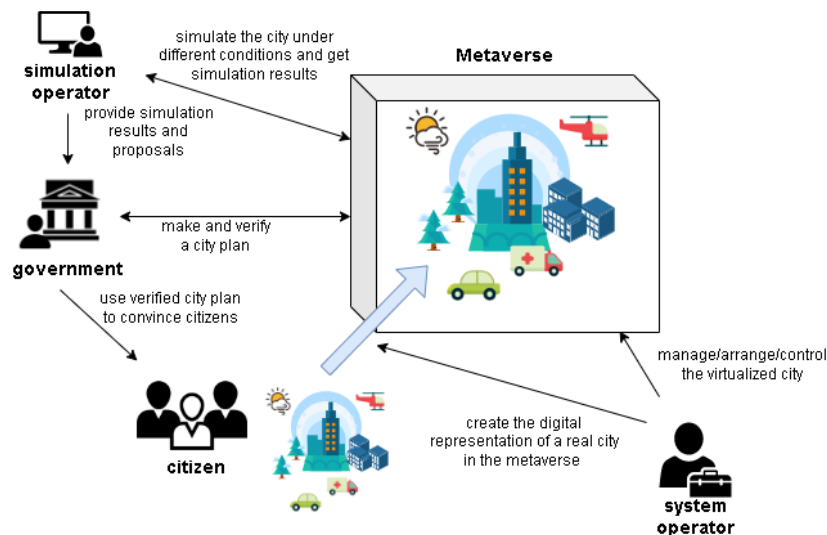 simulate the city under
different conditions and get
simulation results
Metaverse
simulation
operator
provide simulation
results and
proposals
make and verify
a city plan
government
use verified city plan
to convince citizens
manage/arrange/control
the virtualized city
create the digital
representation of a real city
in the metaverse
citizen
system
operator